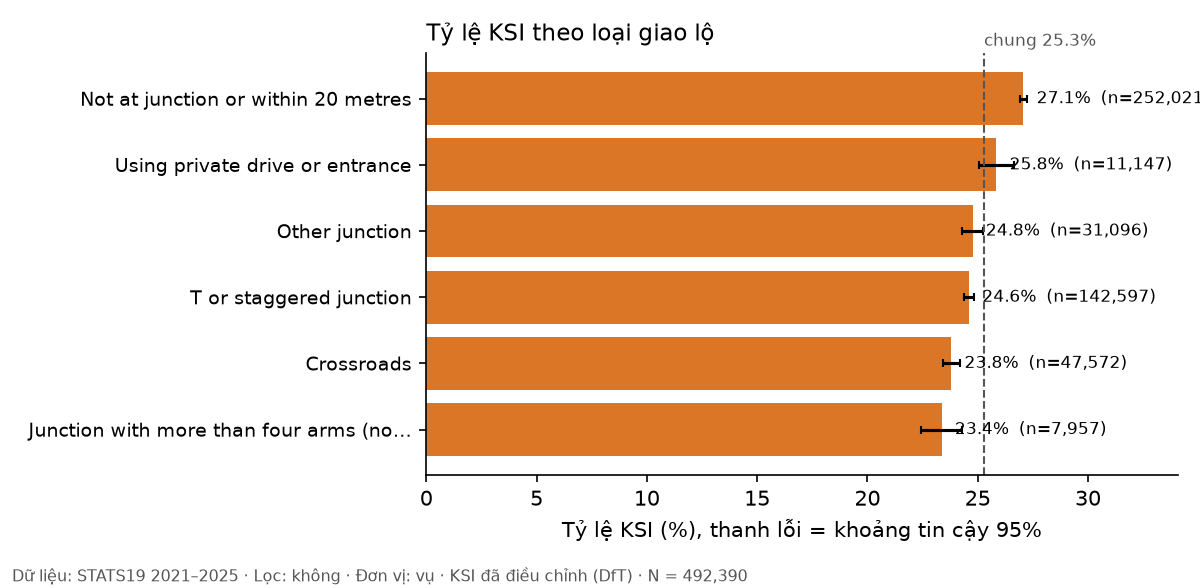 Tỷ lệ KSI theo loại giao lộ
chung 25.3%
Not at junction or within 20 metres
27.1% (n=252,021
Using private drive or entrance
25.8% (n=11,147)
Other junction
24.8% (n=31,096)
T or staggered junction
24.6% (n=142,597)
Crossroads
23.8% (n=47,572)
Junction with more than four arms (no…
23.4% (n=7,957)
0 5 10 15 20 25 30
Tỷ lệ KSI (%), thanh lỗi = khoảng tin cậy 95%
Dữ liệu: STATS19 2021–2025 · Lọc: không · Đơn vị: vụ · KSI đã điều chỉnh (DfT) · N = 492,390